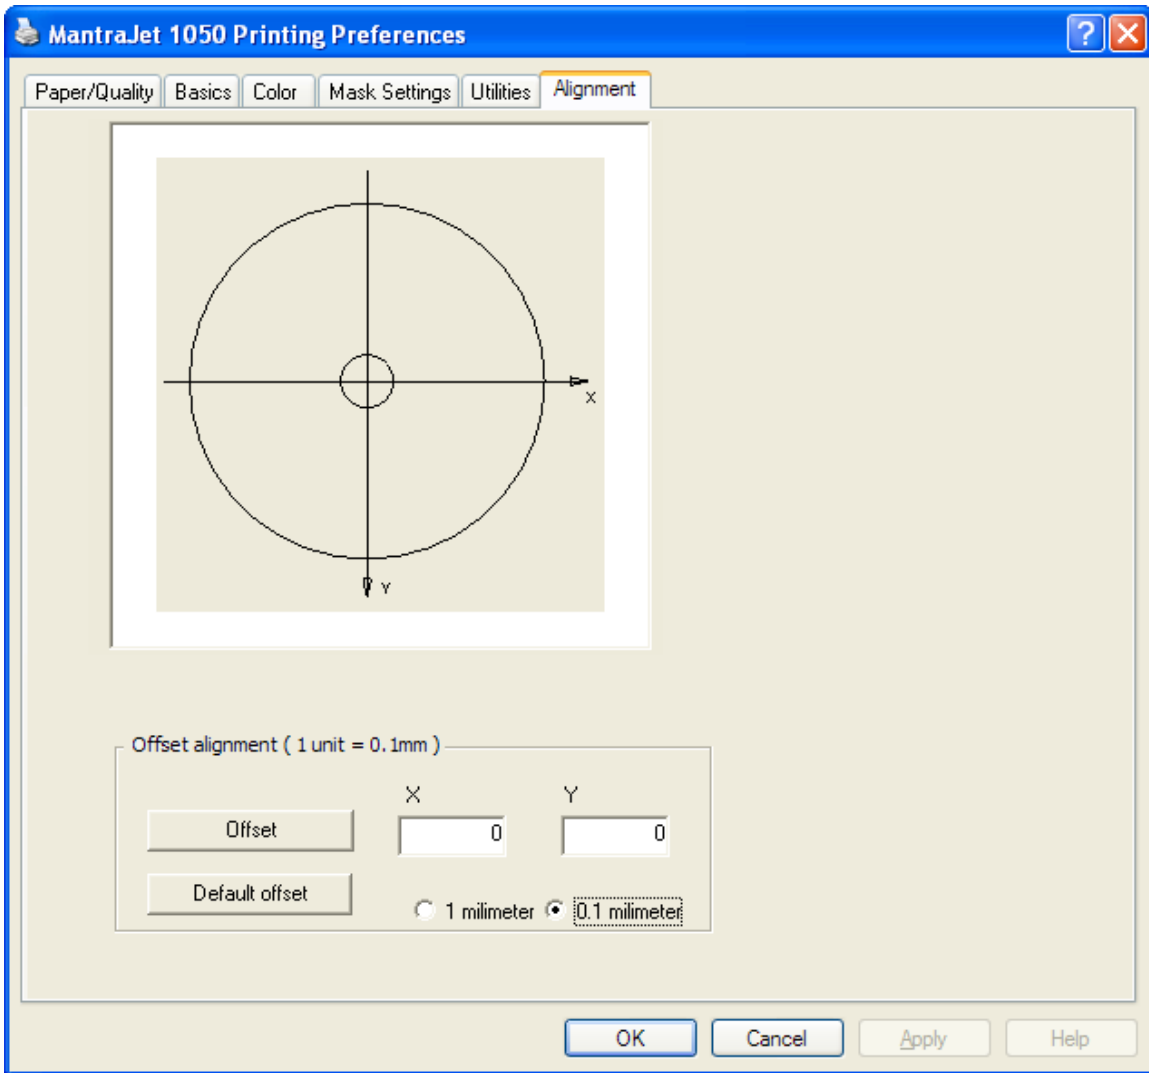 MantraJet 1050 Printing Preferences
?
Paper/Quality Basics Color Mask Settings Utilities Alignment
X
Y
Offset alignment ( 1 unit = 0.1mm )
X Y
Offset 0 0
Default offset 1 milimeter 0.1 milimeter
OK Cancel Apply Help